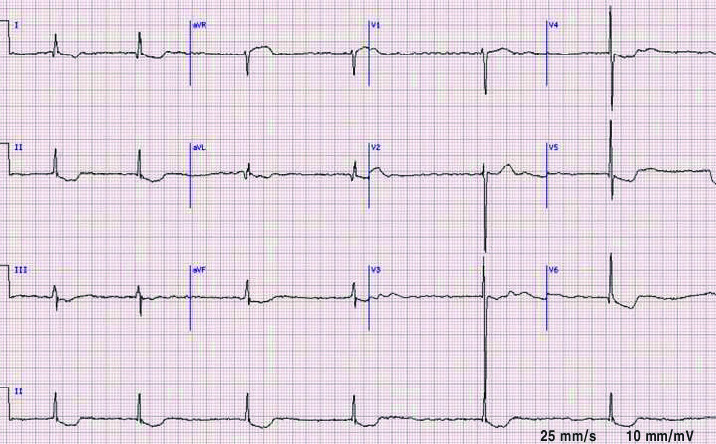 I aVR V1 V4
II aVL V2 V5
III aVF V3 V6
II
25 mm/s 10 mm/mV